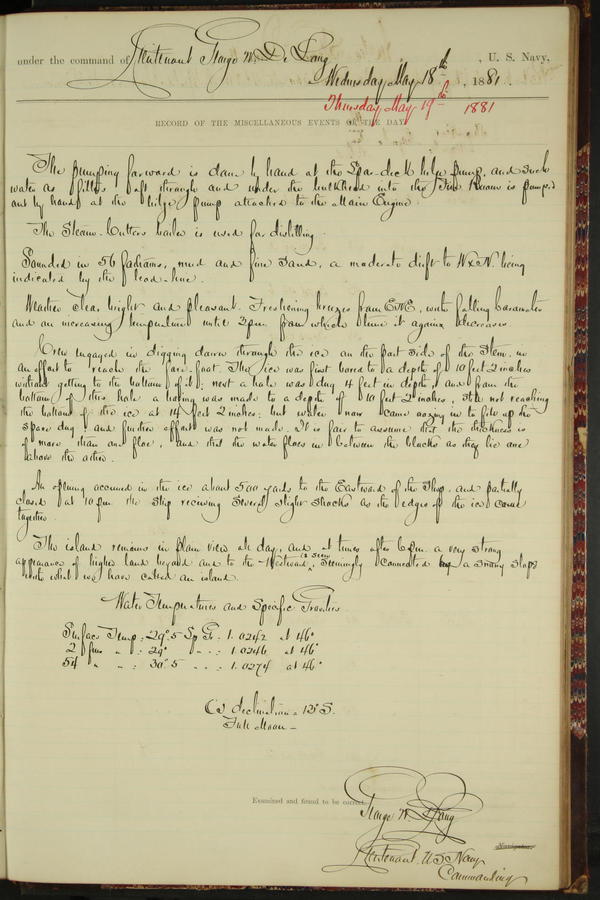 under the command of Lieutenant George W. De Long, U. S. Navy,
Wednesday May 18th, 1881.
Thursday May 19th 1881
RECORD OF THE MISCELLANEOUS EVENTS OF THE DAY
The pumping forward is done by hand at the Spar-deck bilge pump, and such
water as filters aft through and under the bulkhead into the Fire Room is pumped
out by hand at the bilge pump attached to the Main Engine.
The Steam-Cutters boiler is used for distilling.
Sounded in 56 fathoms, mud and fine sand, a moderate drift to W x N. being
indicated by the lead-line.
Weather clear, bright and pleasant. Freshening breezes from ENE, with falling barometer
and an increasing temperature until 3 pm from which time it again decreases
Crew engaged in digging down through the ice on the port side of the Stem, in
an effort to reach the fore-foot. The ice was first bored to a depth of 10 feet 2 inches
without getting to the bottom of it; next a hole was dug 4 feet in depth, and from the
bottom of this hole a boring was made to a depth of 10 feet 2 inches, still not reaching
the bottom of the ice at 14 feet 2 inches; but water now came oozing in to fill up the
space dug and further effort was not made. It is fair to assume that the thickness is
of more than one floe, and that the water flows in between the blocks as they lie one
above the other.
An opening occurred in the ice about 500 yards to the Eastward of the Ship, and partially
closed at 10 pm the ship receiving several slight shocks as the edges of the ice came
together.
The island remains in plain view all day, and at times after 6 pm. a very strong
appearance of higher land beyond and to the Westward is seen, seemingly connected by a snowy slope
with what we have called an island.
Water Temperatures and Specific Gravities
Surface Temp: 29°5 Sp Gr. 1.0242 at 46°
2 fms " " : 29° " " : 1.0246 at 46°
54 " " : 30°5 " " : 1.0274 at 46°
declination = 13° S.
Full Moon —
Examined and found to be correct.
George W. De Long
Navigator.
Lieutenant. U S Navy
Commanding